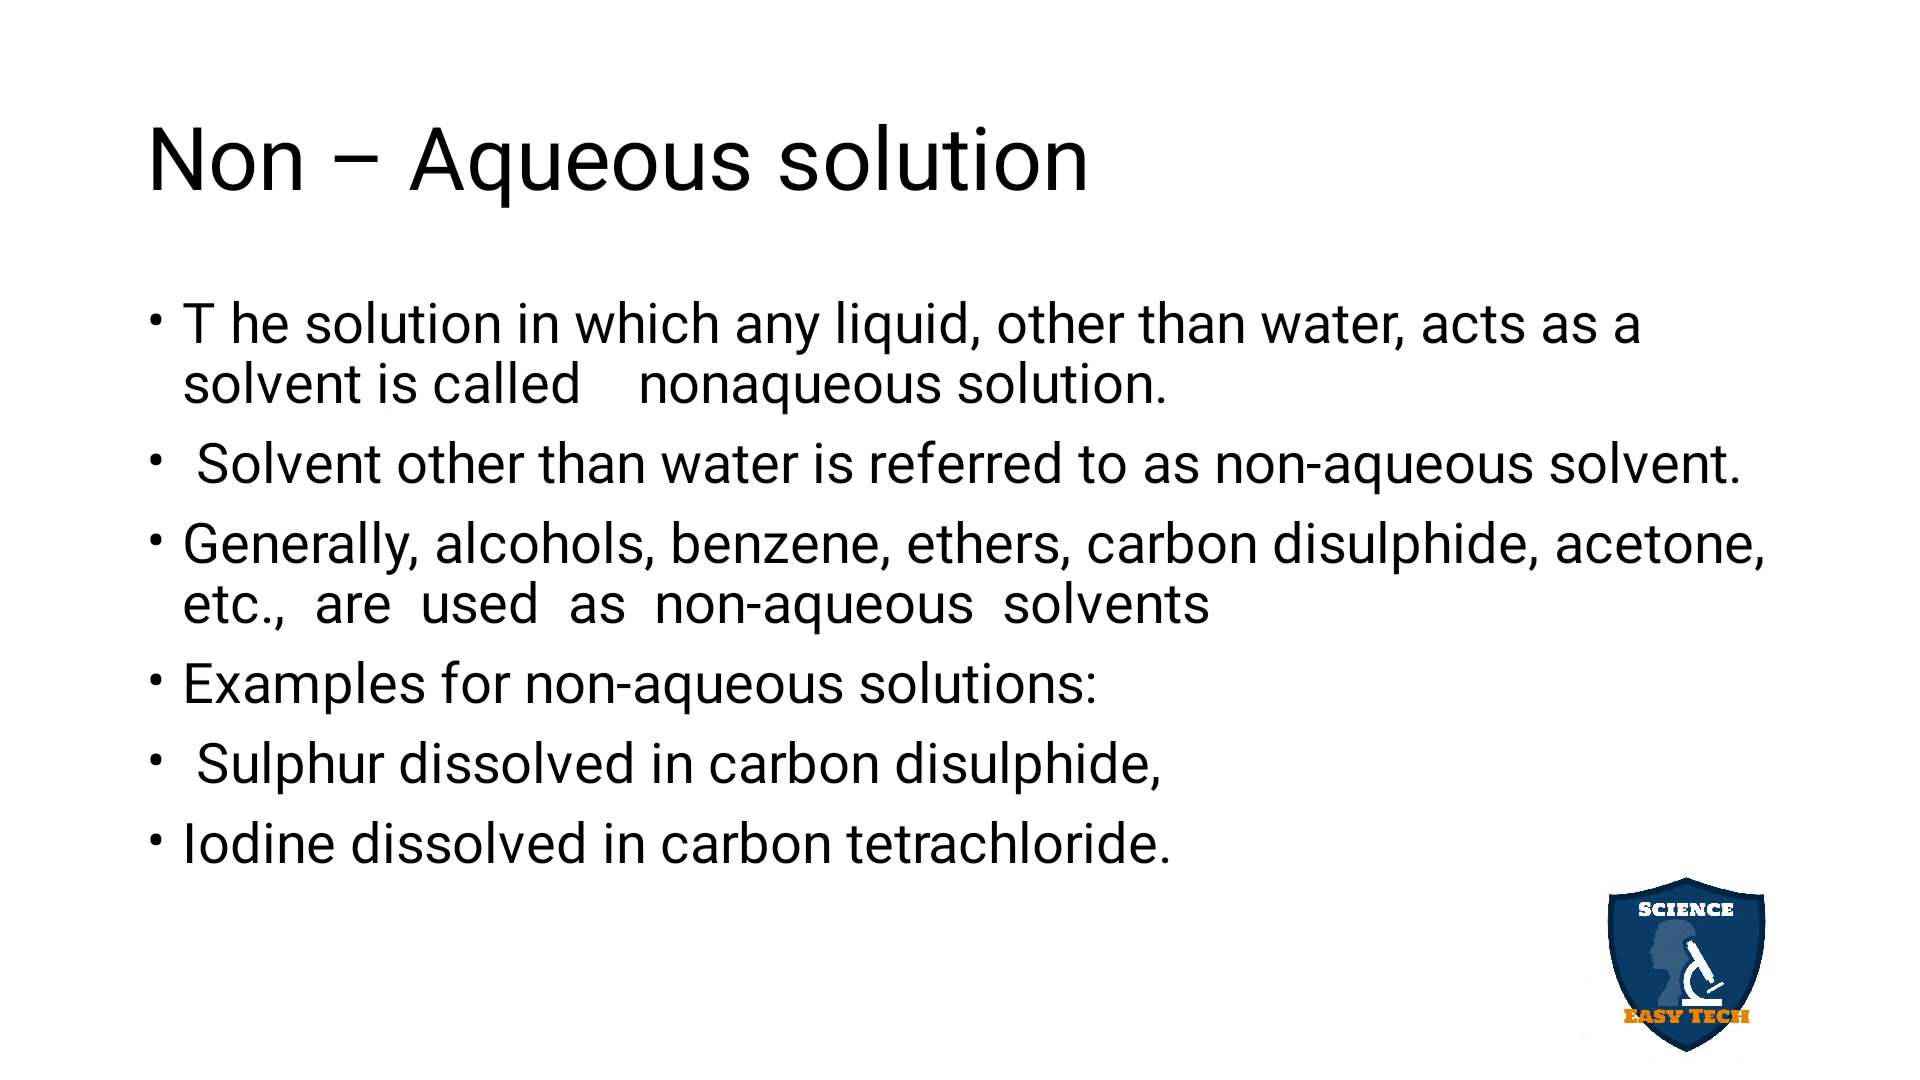 Non – Aqueous solution
• T he solution in which any liquid, other than water, acts as a
solvent is called    nonaqueous solution.
•  Solvent other than water is referred to as non-aqueous solvent.
• Generally, alcohols, benzene, ethers, carbon disulphide, acetone,
etc.,  are  used  as  non-aqueous  solvents
• Examples for non-aqueous solutions:
•  Sulphur dissolved in carbon disulphide,
• Iodine dissolved in carbon tetrachloride.
SCIENCE
EASY TECH